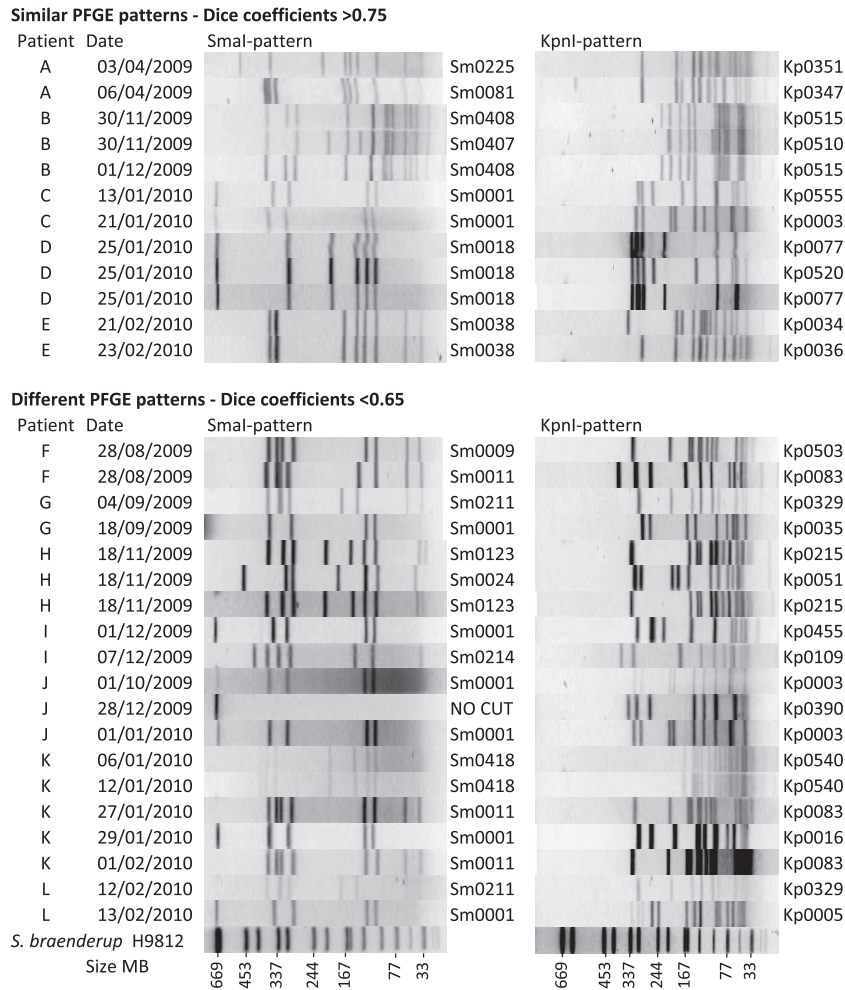 Similar PFGE patterns - Dice coefficients >0.75
Patient Date SmaI-pattern KpnI-pattern
A 03/04/2009 Sm0225 Kp0351
A 06/04/2009 Sm0081 Kp0347
B 30/11/2009 Sm0408 Kp0515
B 30/11/2009 Sm0407 Kp0510
B 01/12/2009 Sm0408 Kp0515
C 13/01/2010 Sm0001 Kp0555
C 21/01/2010 Sm0001 Kp0003
D 25/01/2010 Sm0018 Kp0077
D 25/01/2010 Sm0018 Kp0520
D 25/01/2010 Sm0018 Kp0077
E 21/02/2010 Sm0038 Kp0034
E 23/02/2010 Sm0038 Kp0036
Different PFGE patterns - Dice coefficients <0.65
Patient Date SmaI-pattern KpnI-pattern
F 28/08/2009 Sm0009 Kp0503
F 28/08/2009 Sm0011 Kp0083
G 04/09/2009 Sm0211 Kp0329
G 18/09/2009 Sm0001 Kp0035
H 18/11/2009 Sm0123 Kp0215
H 18/11/2009 Sm0024 Kp0051
H 18/11/2009 Sm0123 Kp0215
I 01/12/2009 Sm0001 Kp0455
I 07/12/2009 Sm0214 Kp0109
J 01/10/2009 Sm0001 Kp0003
J 28/12/2009 NO CUT Kp0390
J 01/01/2010 Sm0001 Kp0003
K 06/01/2010 Sm0418 Kp0540
K 12/01/2010 Sm0418 Kp0540
K 27/01/2010 Sm0011 Kp0083
K 29/01/2010 Sm0001 Kp0016
K 01/02/2010 Sm0011 Kp0083
L 12/02/2010 Sm0211 Kp0329
L 13/02/2010 Sm0001 Kp0005
S. braenderup H9812
Size MB 669 453 337 244 167 77 33 669 453 337 244 167 77 33